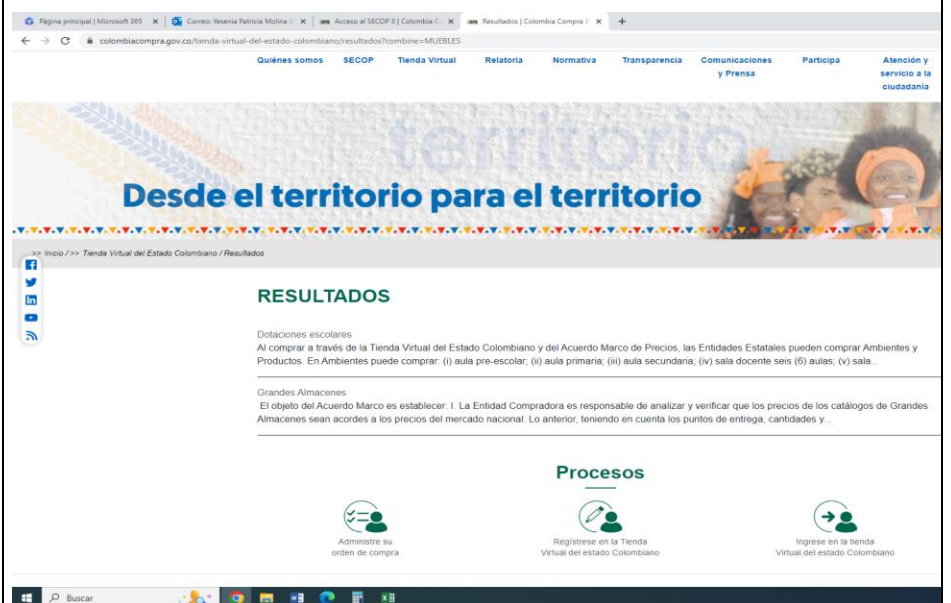 Página principal | Microsoft 365
Correo: Yesenia Patricia Molina
Acceso al SECOP II | Colombia C
Resultados | Colombia Compra
colombiacompra.gov.co/tienda-virtual-del-estado-colombiano/resultados?combine=MUEBLES
Quiénes somos SECOP Tienda Virtual Relatoría Normativa Transparencia Comunicaciones y Prensa Participa Atención y servicio a la ciudadanía
territorio
Desde el territorio para el territorio
>> Inicio / >> Tienda Virtual del Estado Colombiano / Resultados
RESULTADOS
Dotaciones escolares
Al comprar a través de la Tienda Virtual del Estado Colombiano y del Acuerdo Marco de Precios, las Entidades Estatales pueden comprar Ambientes y
Productos. En Ambientes puede comprar: (i) aula pre-escolar; (ii) aula primaria; (iii) aula secundaria; (iv) sala docente seis (6) aulas; (v) sala...
Grandes Almacenes
El objeto del Acuerdo Marco es establecer: I. La Entidad Compradora es responsable de analizar y verificar que los precios de los catálogos de Grandes
Almacenes sean acordes a los precios del mercado nacional. Lo anterior, teniendo en cuenta los puntos de entrega, cantidades y...
Procesos
Administre su
orden de compra
Regístrese en la Tienda
Virtual del estado Colombiano
Ingrese en la tienda
Virtual del estado Colombiano
Buscar